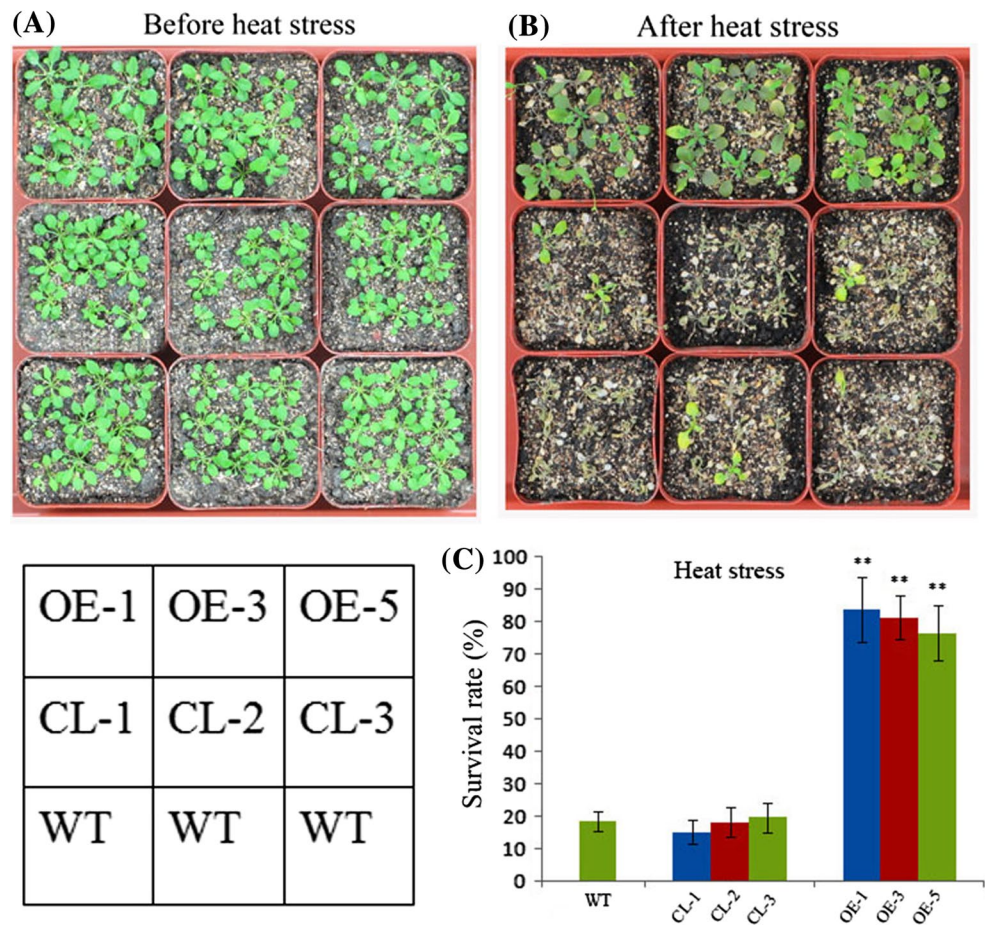 (A) Before heat stress
(B) After heat stress
OE-1 OE-3 OE-5
CL-1 CL-2 CL-3
WT WT WT
(C)
Heat stress
Survival rate (%)
100
90
80
70
60
50
40
30
20
10
0
** ** **
WT CL-1 CL-2 CL-3 OE-1 OE-3 OE-5